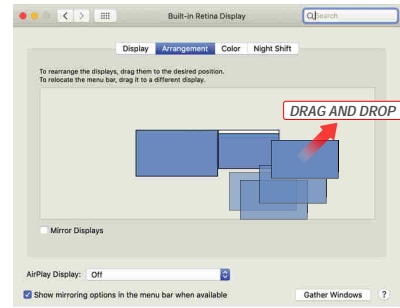 Built-in Retina Display
Search
Display Arrangement Color Night Shift
To rearrange the displays, drag them to the desired position.
To relocate the menu bar, drag it to a different display.
DRAG AND DROP
Mirror Displays
AirPlay Display: Off
Show mirroring options in the menu bar when available
Gather Windows ?